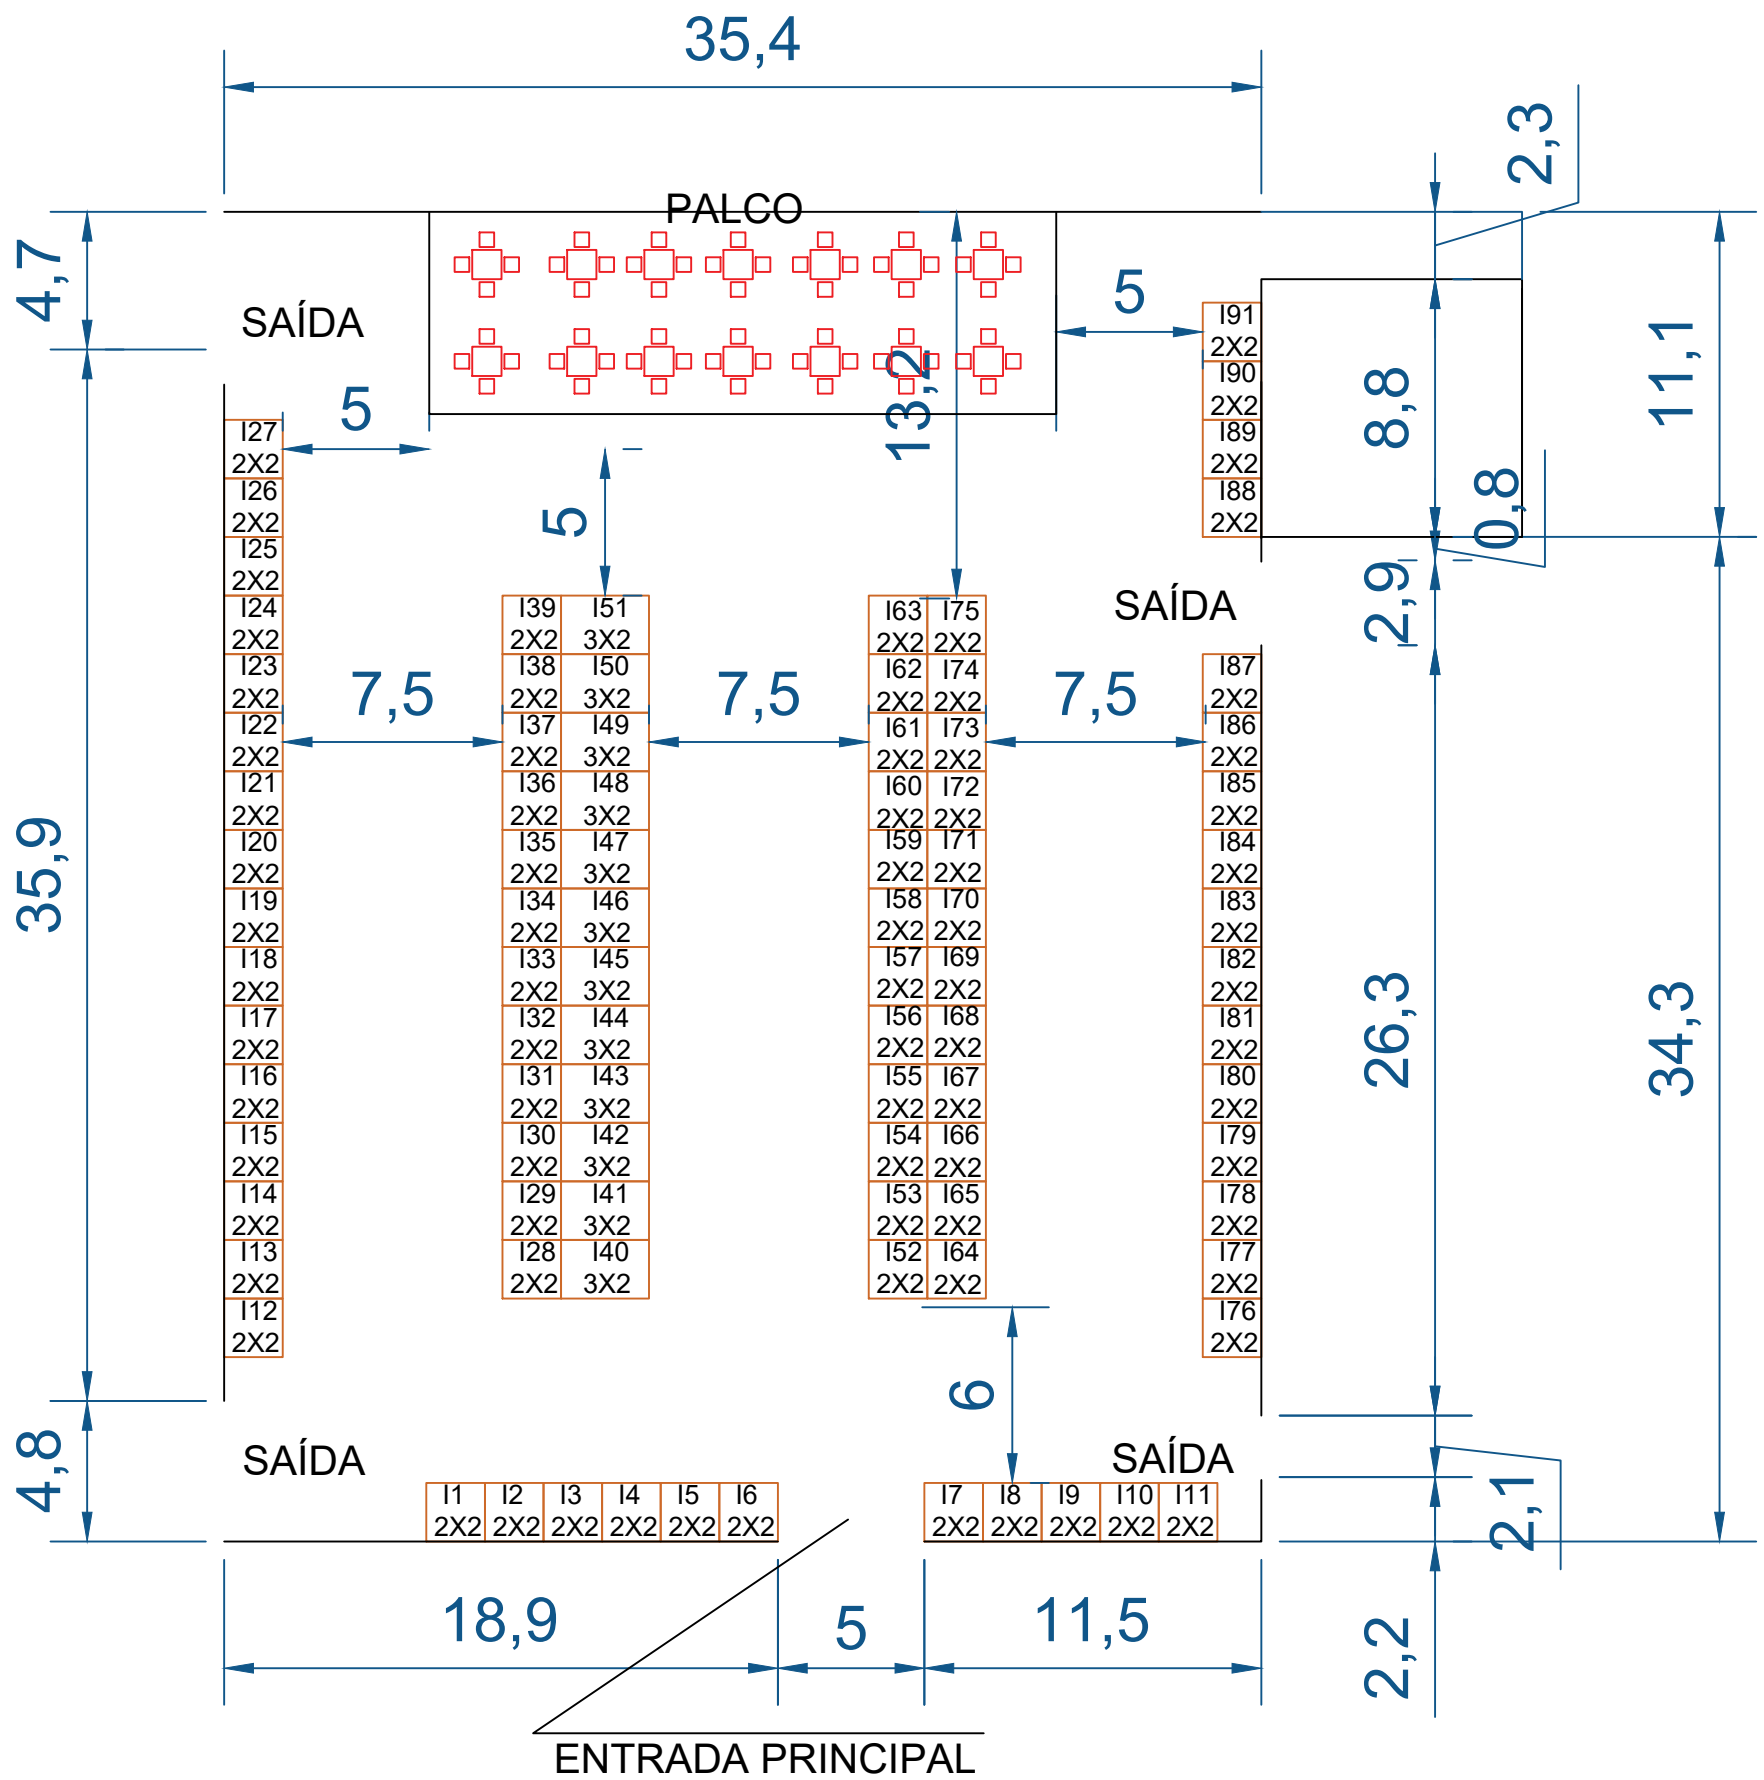 35,4
2,3
PALCO
4,7
SAÍDA
5
5
13,2
5
8,8
11,1
0,8
2,9
I91
2X2
I90
2X2
I89
2X2
I88
2X2
SAÍDA
I27
2X2
I26
2X2
I25
2X2
I24
2X2
I23
2X2
I22
2X2
I21
2X2
I20
2X2
I19
2X2
I18
2X2
I17
2X2
I16
2X2
I15
2X2
I14
2X2
I13
2X2
I12
2X2
35,9
7,5
7,5
7,5
I39 I51
2X2 3X2
I38 I50
2X2 3X2
I37 I49
2X2 3X2
I36 I48
2X2 3X2
I35 I47
2X2 3X2
I34 I46
2X2 3X2
I33 I45
2X2 3X2
I32 I44
2X2 3X2
I31 I43
2X2 3X2
I30 I42
2X2 3X2
I29 I41
2X2 3X2
I28 I40
2X2 3X2
I63 I75
2X2 2X2
I62 I74
2X2 2X2
I61 I73
2X2 2X2
I60 I72
2X2 2X2
I59 I71
2X2 2X2
I58 I70
2X2 2X2
I57 I69
2X2 2X2
I56 I68
2X2 2X2
I55 I67
2X2 2X2
I54 I66
2X2 2X2
I53 I65
2X2 2X2
I52 I64
2X2 2X2
I87
2X2
I86
2X2
I85
2X2
I84
2X2
I83
2X2
I82
2X2
I81
2X2
I80
2X2
I79
2X2
I78
2X2
I77
2X2
I76
2X2
26,3
34,3
6
4,8
SAÍDA
SAÍDA
I1 I2 I3 I4 I5 I6
2X2 2X2 2X2 2X2 2X2 2X2
I7 I8 I9 I10 I11
2X2 2X2 2X2 2X2 2X2
2,1
18,9
5
11,5
2,2
ENTRADA PRINCIPAL